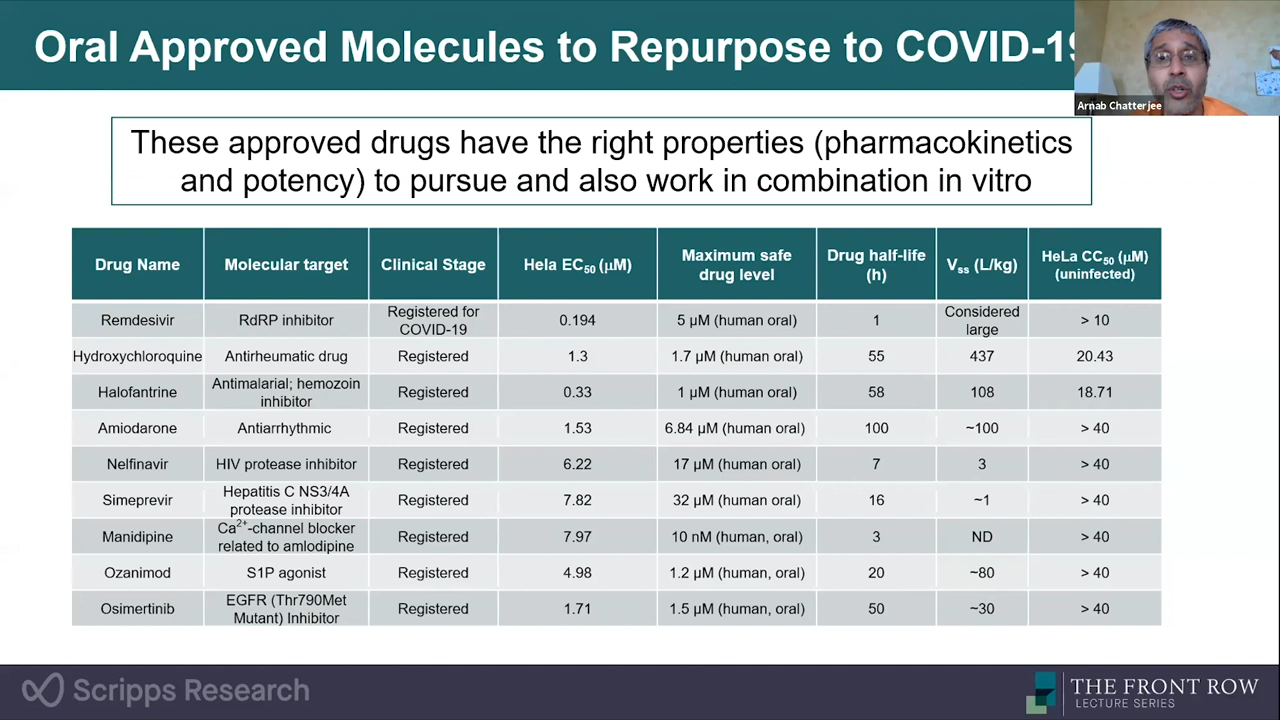 Oral Approved Molecules to Repurpose to COVID-19
Arnab Chatterjee
These approved drugs have the right properties (pharmacokinetics
and potency) to pursue and also work in combination in vitro
Drug Name Molecular target Clinical Stage Hela EC50 (μM) Maximum safe drug level Drug half-life (h) Vss (L/kg) HeLa CC50 (μM) (uninfected)
Remdesivir RdRP inhibitor Registered for COVID-19 0.194 5 μM (human oral) 1 Considered large > 10
Hydroxychloroquine Antirheumatic drug Registered 1.3 1.7 μM (human oral) 55 437 20.43
Halofantrine Antimalarial; hemozoin inhibitor Registered 0.33 1 μM (human oral) 58 108 18.71
Amiodarone Antiarrhythmic Registered 1.53 6.84 μM (human oral) 100 ~100 > 40
Nelfinavir HIV protease inhibitor Registered 6.22 17 μM (human oral) 7 3 > 40
Simeprevir Hepatitis C NS3/4A protease inhibitor Registered 7.82 32 μM (human oral) 16 ~1 > 40
Manidipine Ca2+-channel blocker related to amlodipine Registered 7.97 10 nM (human, oral) 3 ND > 40
Ozanimod S1P agonist Registered 4.98 1.2 μM (human, oral) 20 ~80 > 40
Osimertinib EGFR (Thr790Met Mutant) Inhibitor Registered 1.71 1.5 μM (human, oral) 50 ~30 > 40
Scripps Research
THE FRONT ROW
LECTURE SERIES